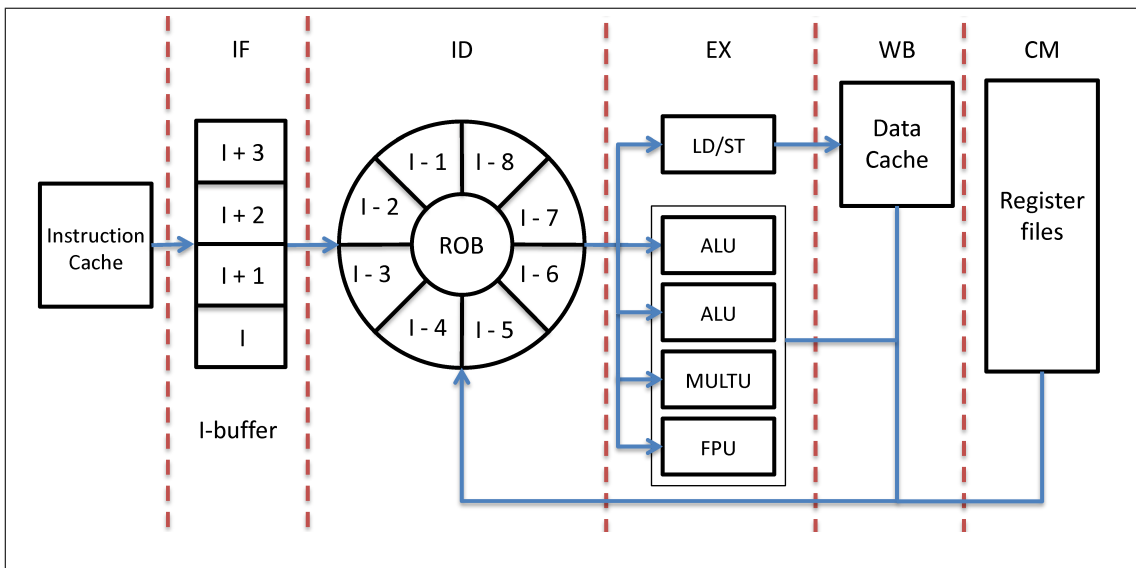 IF
ID
EX
WB
CM
Instruction
Cache
I + 3
I + 2
I + 1
I
I-buffer
I - 1
I - 8
I - 2
I - 7
ROB
I - 3
I - 6
I - 4
I - 5
LD/ST
ALU
ALU
MULTU
FPU
Data
Cache
Register
files